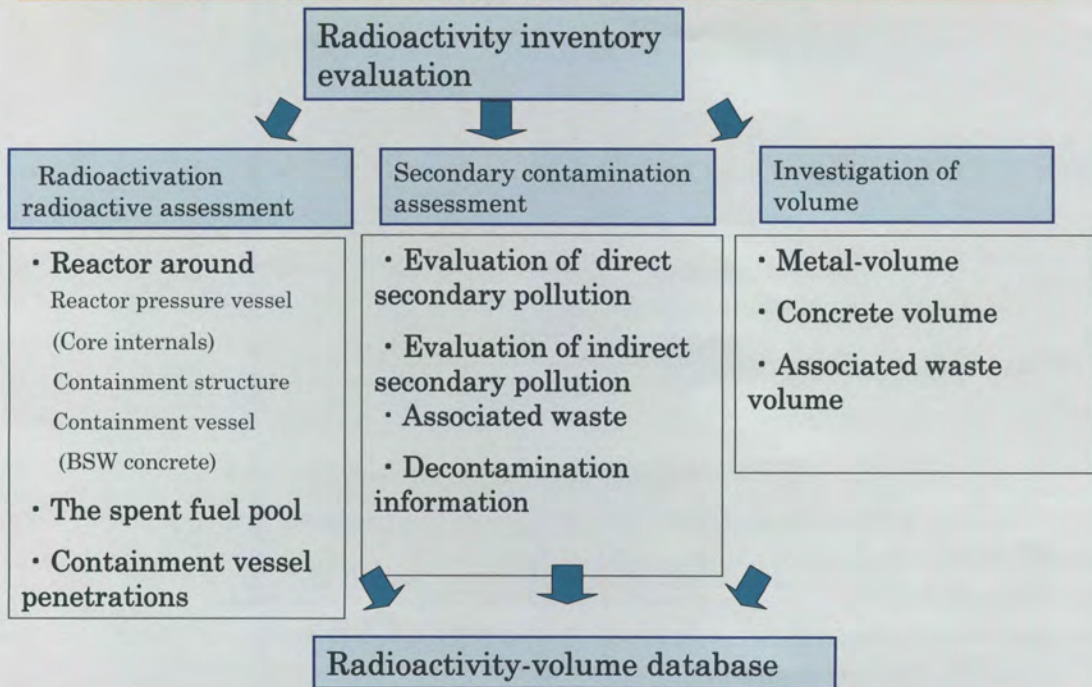 Radioactivity inventory
evaluation
Radioactivation
radioactive assessment
・Reactor around
Reactor pressure vessel
(Core internals)
Containment structure
Containment vessel
(BSW concrete)
・The spent fuel pool
・Containment vessel
penetrations
Secondary contamination
assessment
・Evaluation of direct
secondary pollution
・Evaluation of indirect
secondary pollution
・Associated waste
・Decontamination
information
Investigation of
volume
・Metal-volume
・Concrete volume
・Associated waste
volume
Radioactivity-volume database